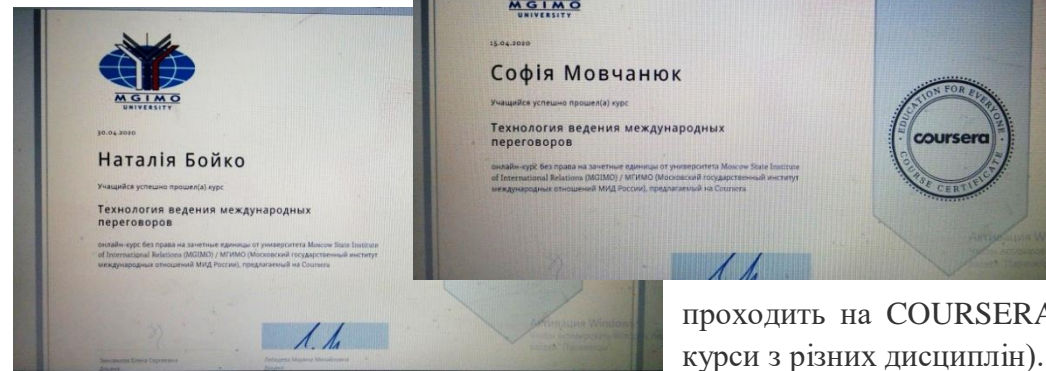 MGIMO
UNIVERSITY
30.04.2020
Наталія Бойко
Учащийся успешно прошел(а) курс
Технология ведения международных
переговоров
онлайн-курс без права на зачетные единицы от университета Moscow State Institute
of International Relations (MGIMO) / МГИМО (Московский государственный институт
международных отношений МИД России), предлагаемый на Coursera
MGIMO
UNIVERSITY
15.04.2020
Софія Мовчанюк
Учащийся успешно прошел(а) курс
Технология ведения международных
переговоров
онлайн-курс без права на зачетные единицы от университета Moscow State Institute
of International Relations (MGIMO) / МГИМО (Московский государственный институт
международных отношений МИД России), предлагаемый на Coursera
EDUCATION FOR EVERYONE
coursera
COURSE CERTIFICATE
Активация Windows
проходить на COURSERA
курси з різних дисциплін).